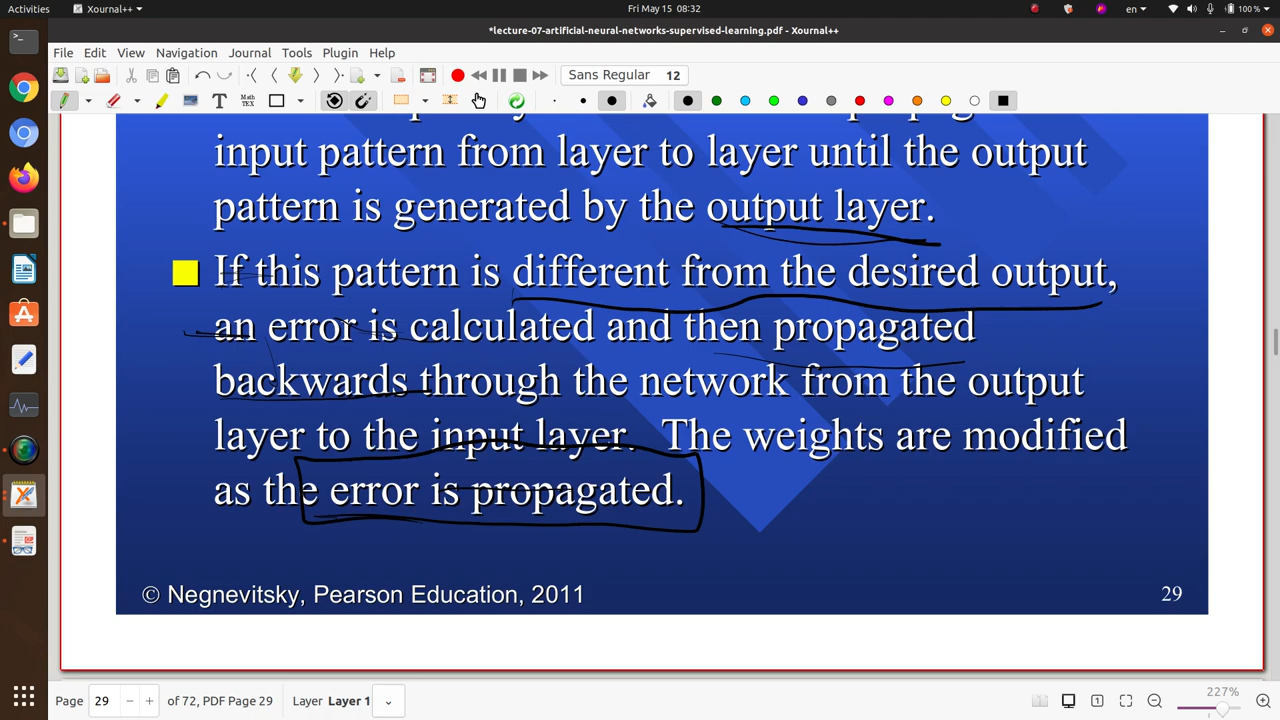 Activities
Xournal++
Fri May 15 08:32
en
100 %
*lecture-07-artificial-neural-networks-supervised-learning.pdf - Xournal++
File Edit View Navigation Journal Tools Plugin Help
Sans Regular 12
input pattern from layer to layer until the output
pattern is generated by the output layer.
If this pattern is different from the desired output,
an error is calculated and then propagated
backwards through the network from the output
layer to the input layer. The weights are modified
as the error is propagated.
© Negnevitsky, Pearson Education, 2011
29
Page 29 of 72, PDF Page 29 Layer Layer 1
227%